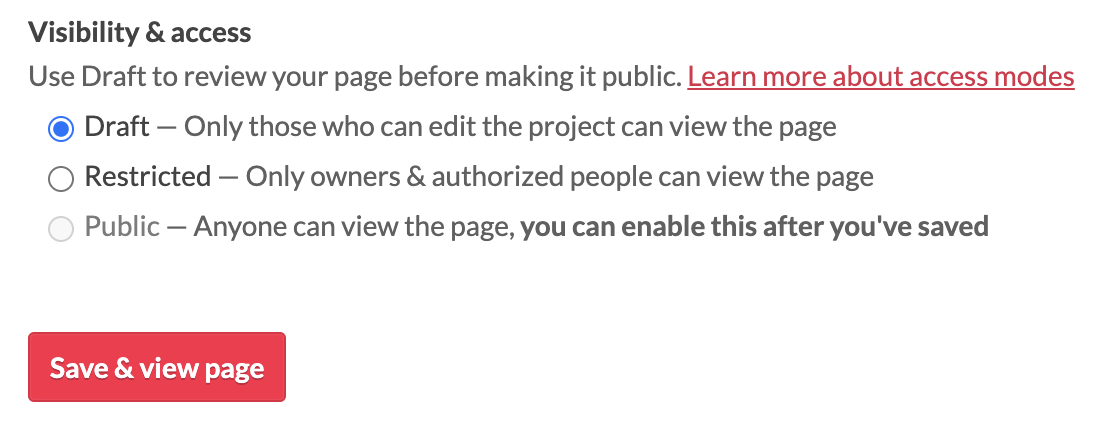 Visibility & access
Use Draft to review your page before making it public. Learn more about access modes
Draft — Only those who can edit the project can view the page
Restricted — Only owners & authorized people can view the page
Public — Anyone can view the page, you can enable this after you've saved
Save & view page